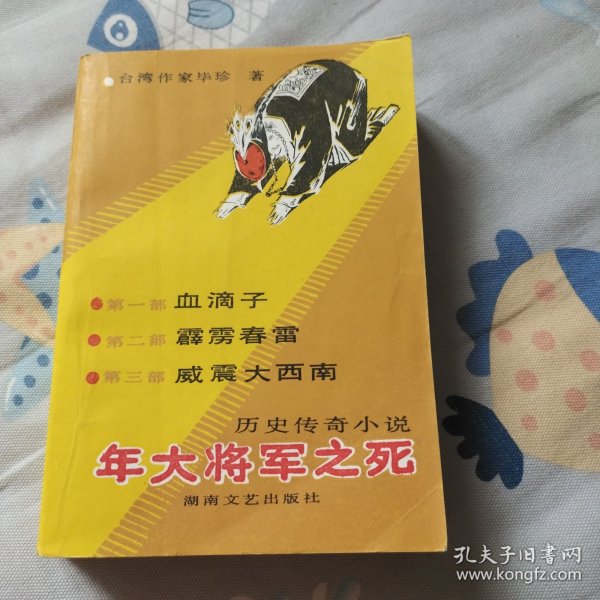 台湾作家毕珍 著
第一部 血滴子
第二部 霹雳春雷
第三部 威震大西南
历史传奇小说
年大将军之死
湖南文艺出版社
孔夫子旧书网
www.kongfz.com